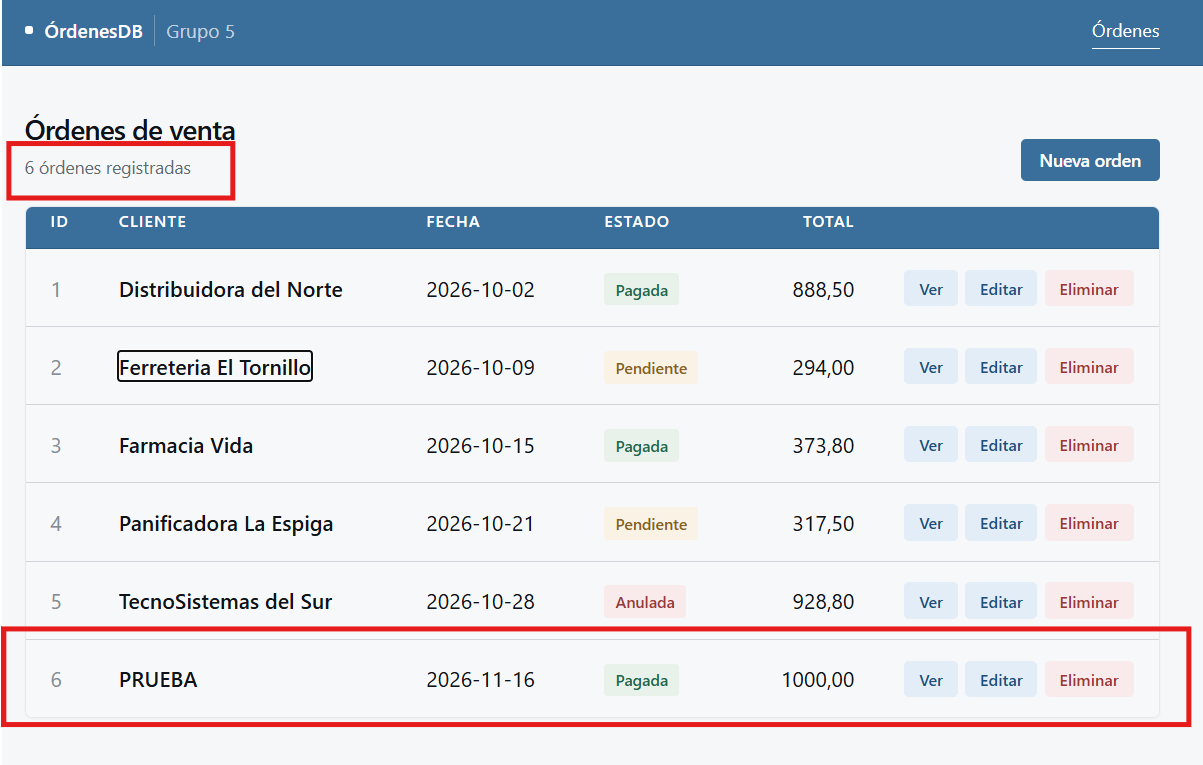 ÓrdenesDB Grupo 5 Órdenes
Órdenes de venta
6 órdenes registradas
Nueva orden
ID CLIENTE FECHA ESTADO TOTAL
1 Distribuidora del Norte 2026-10-02 Pagada 888,50 Ver Editar Eliminar
2 Ferreteria El Tornillo 2026-10-09 Pendiente 294,00 Ver Editar Eliminar
3 Farmacia Vida 2026-10-15 Pagada 373,80 Ver Editar Eliminar
4 Panificadora La Espiga 2026-10-21 Pendiente 317,50 Ver Editar Eliminar
5 TecnoSistemas del Sur 2026-10-28 Anulada 928,80 Ver Editar Eliminar
6 PRUEBA 2026-11-16 Pagada 1000,00 Ver Editar Eliminar